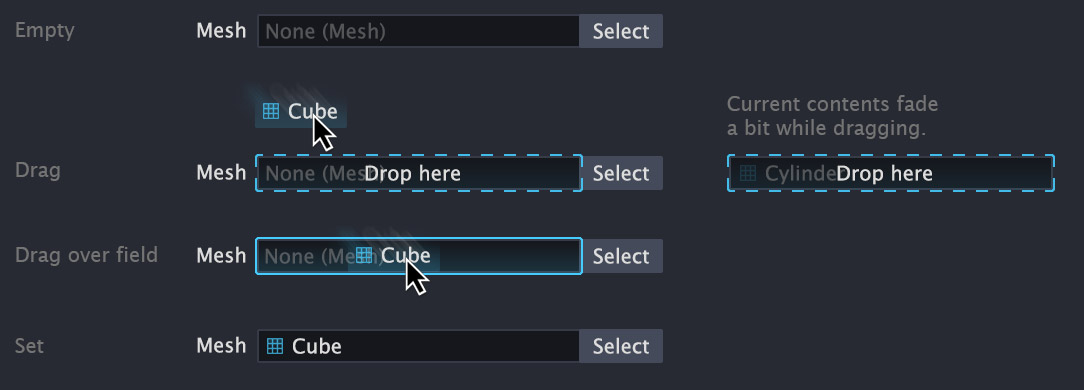 Empty
Mesh
None (Mesh)
Select
Cube
Current contents fade
a bit while dragging.
Drag
Mesh
None (Mesh
Drop here
Select
Cylinde
Drop here
Drag over field
Mesh
None (Mesh)
Cube
Select
Set
Mesh
Cube
Select